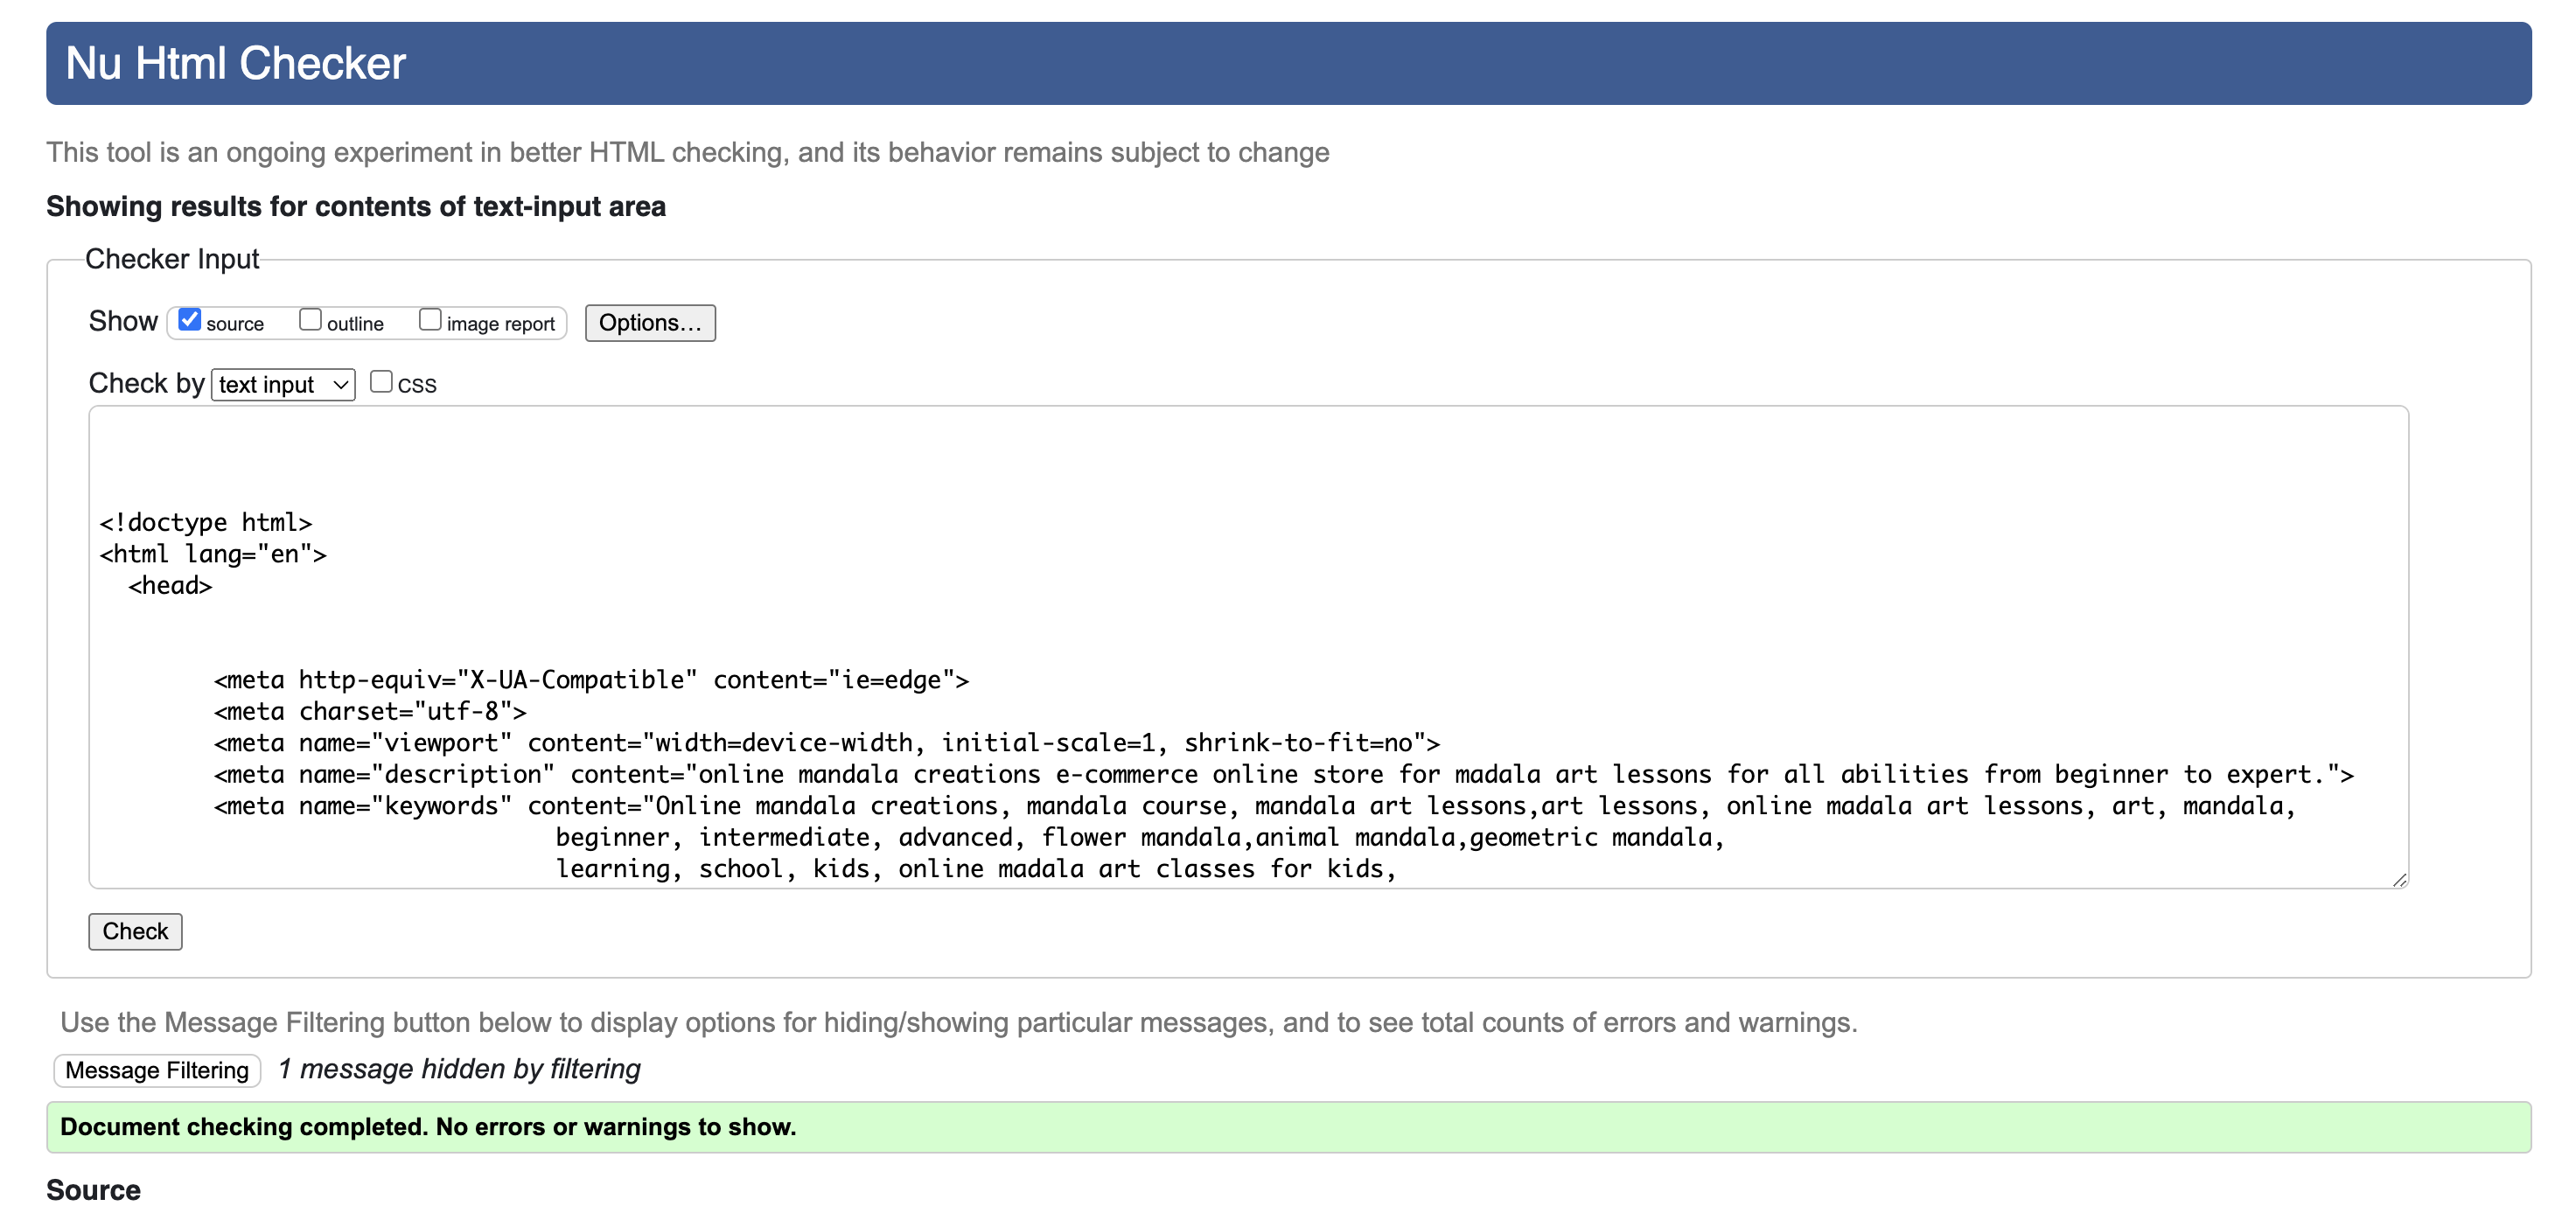 Nu Html Checker
This tool is an ongoing experiment in better HTML checking, and its behavior remains subject to change
Showing results for contents of text-input area
Checker Input
Show source outline image report Options...
Check by text input CSS
<!doctype html>
<html lang="en">
<head>
<meta http-equiv="X-UA-Compatible" content="ie=edge">
<meta charset="utf-8">
<meta name="viewport" content="width=device-width, initial-scale=1, shrink-to-fit=no">
<meta name="description" content="online mandala creations e-commerce online store for madala art lessons for all abilities from beginner to expert.">
<meta name="keywords" content="Online mandala creations, mandala course, mandala art lessons,art lessons, online madala art lessons, art, mandala,
beginner, intermediate, advanced, flower mandala,animal mandala,geometric mandala,
learning, school, kids, online madala art classes for kids,
Check
Use the Message Filtering button below to display options for hiding/showing particular messages, and to see total counts of errors and warnings.
Message Filtering 1 message hidden by filtering
Document checking completed. No errors or warnings to show.
Source